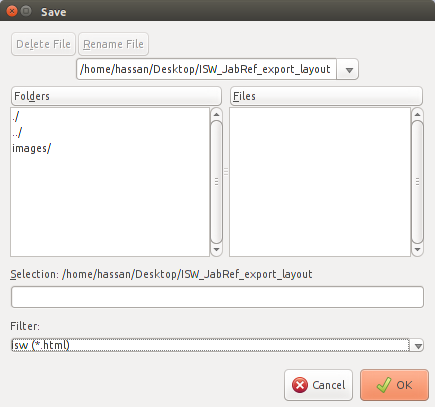 Save
Delete File Rename File
/home/hassan/Desktop/ISW_JabRef_export_layout
Folders Files
./
../
images/
Selection: /home/hassan/Desktop/ISW_JabRef_export_layout
Filter:
isw (*.html)
Cancel OK